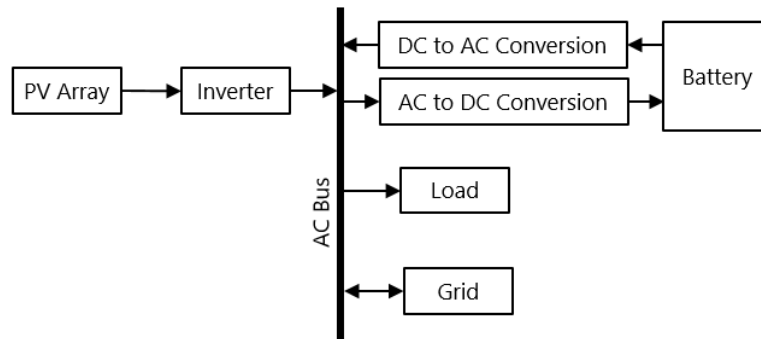 DC to AC Conversion
PV Array
Inverter
AC to DC Conversion
Battery
Load
AC Bus
Grid